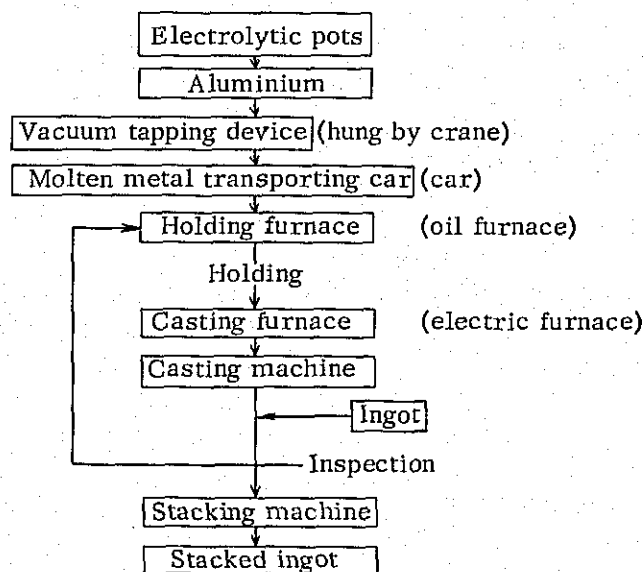 Electrolytic pots
Aluminium
Vacuum tapping device (hung by crane)
Molten metal transporting car (car)
Holding furnace (oil furnace)
Holding
Casting furnace (electric furnace)
Casting machine
Ingot
Inspection
Stacking machine
Stacked ingot